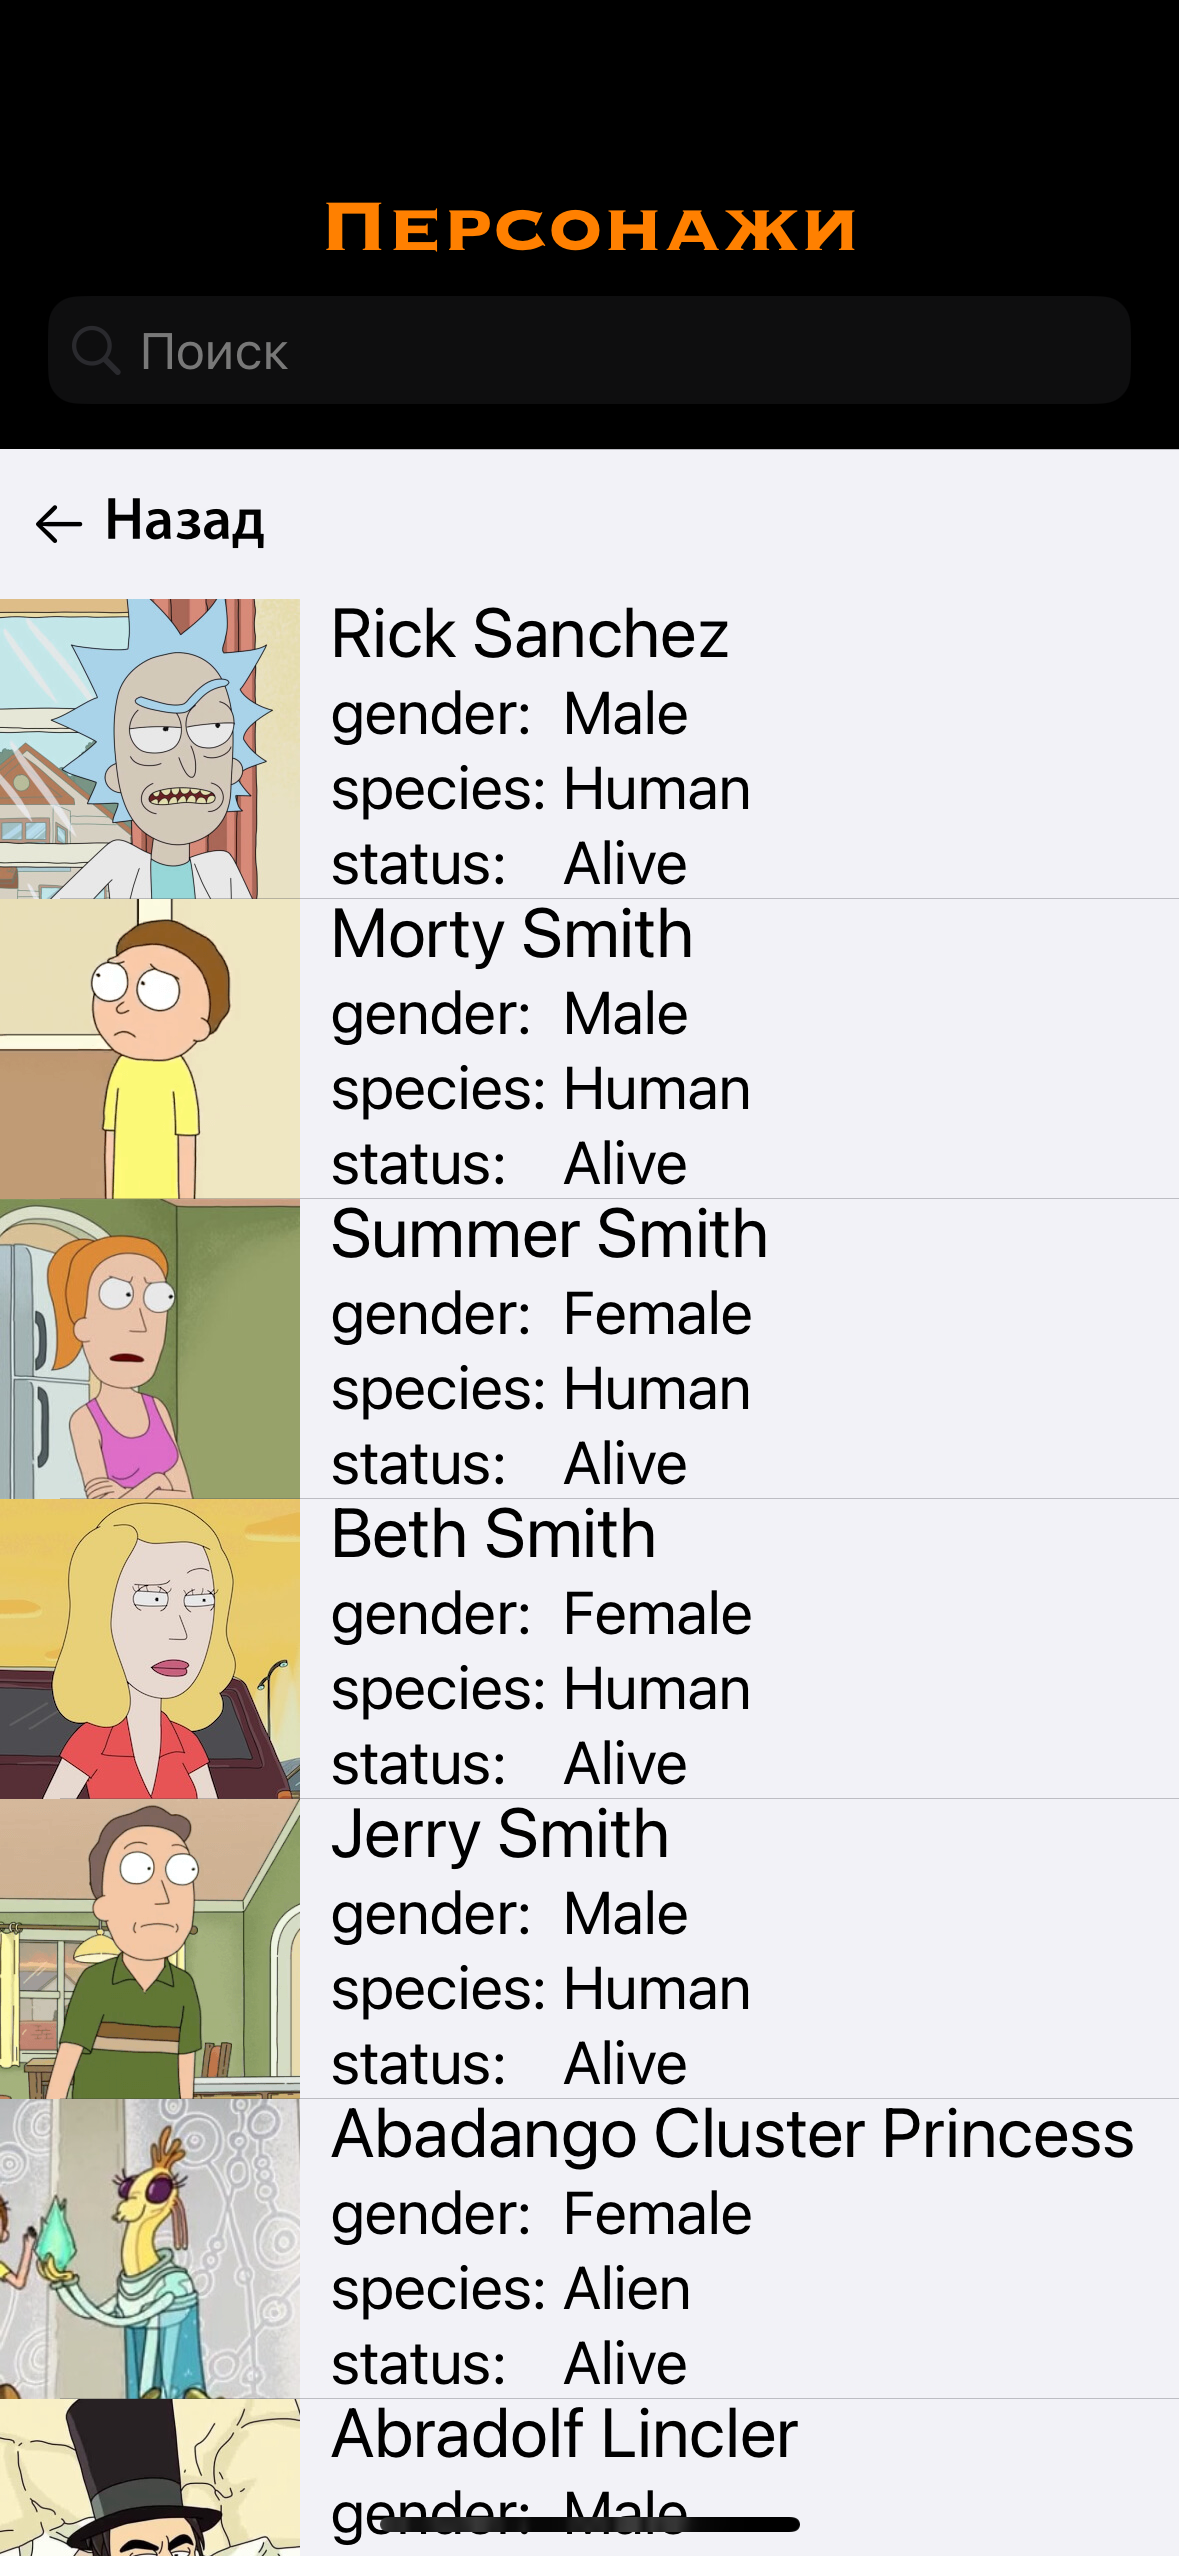 Персонажи
Поиск
Назад
Rick Sanchez
gender: Male
species: Human
status: Alive
Morty Smith
gender: Male
species: Human
status: Alive
Summer Smith
gender: Female
species: Human
status: Alive
Beth Smith
gender: Female
species: Human
status: Alive
Jerry Smith
gender: Male
species: Human
status: Alive
Abadango Cluster Princess
gender: Female
species: Alien
status: Alive
Abradolf Lincler
gender: Male